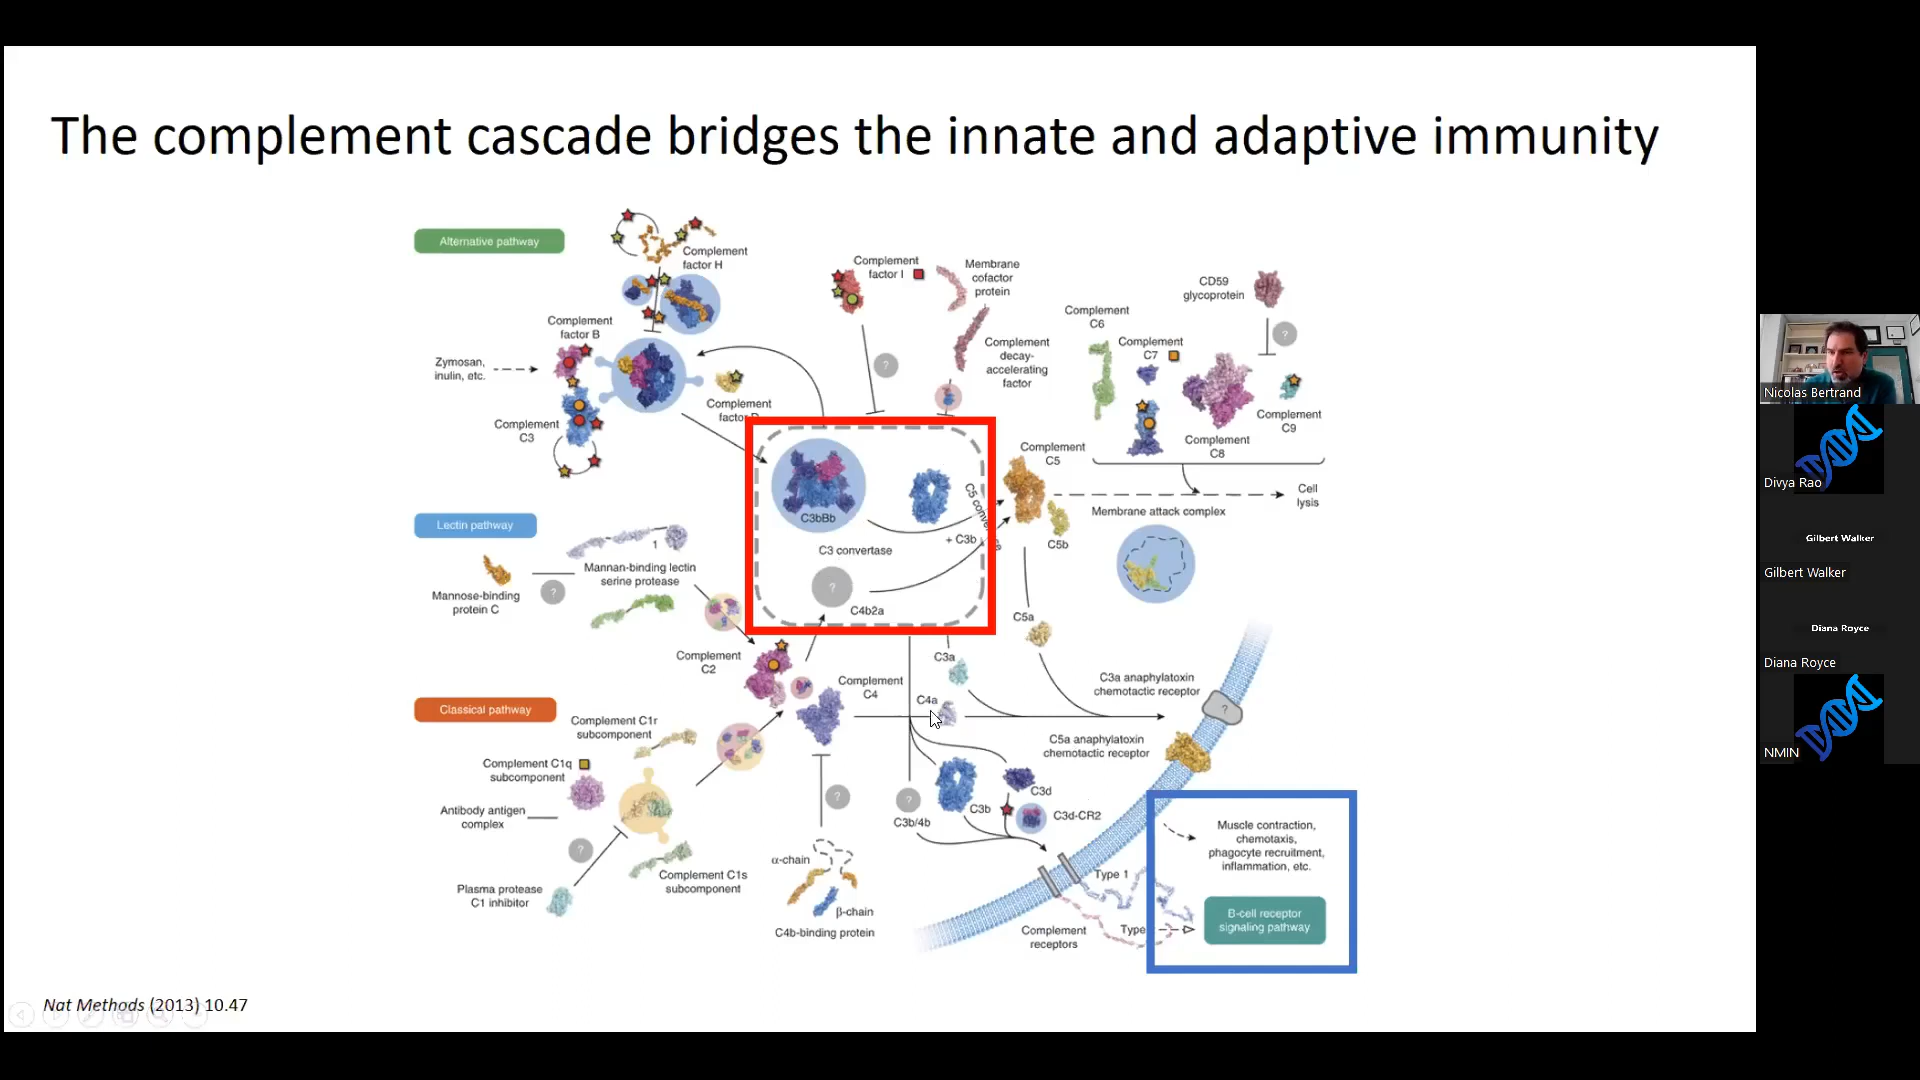 The complement cascade bridges the innate and adaptive immunity
Alternative pathway
Complement
factor H
Complement
factor B
Zymosan,
inulin, etc.
Complement
C3
Complement
factor
Complement
factor I
?
Membrane
cofactor
protein
Complement
decay-
accelerating
factor
CD59
glycoprotein
?
Complement
C6
Complement
C7
Complement
C8
Complement
C9
Complement
C5
C5b
Membrane attack complex
Cell
lysis
C3bBb
C3 convertase
+ C3b
?
C4b2a
Lectin pathway
1
Mannan-binding lectin
serine protease
Mannose-binding
protein C
?
Complement
C2
Complement
C4
C3a
C4a
C5a
C3a anaphylatoxin
chemotactic receptor
?
C5a anaphylatoxin
chemotactic receptor
Classical pathway
Complement C1r
subcomponent
Complement C1q
subcomponent
Antibody antigen
complex
?
Plasma protease
C1 inhibitor
Complement C1s
subcomponent
?
α-chain
β-chain
C4b-binding protein
?
C3b/4b
C3b
C3d
C3d-CR2
Type 1
Type
Complement
receptors
Muscle contraction,
chemotaxis,
phagocyte recruitment,
inflammation, etc.
B-cell receptor
signaling pathway
Nat Methods (2013) 10.47
Nicolas Bertrand
Divya Rao
Gilbert Walker
Gilbert Walker
Diana Royce
Diana Royce
NMIN